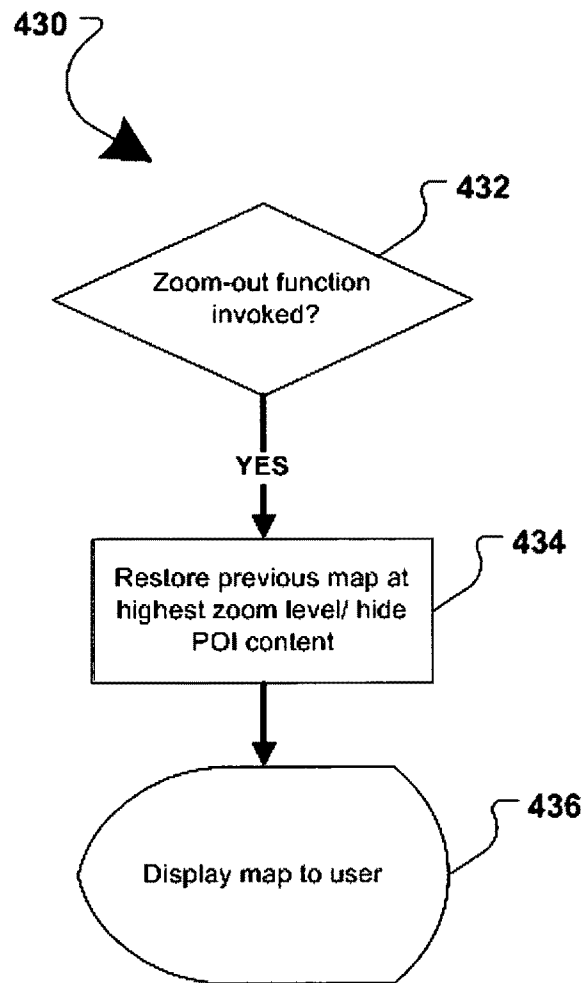 430
432
Zoom-out function
invoked?
YES
434
Restore previous map at
highest zoom level/ hide
POI content
436
Display map to user